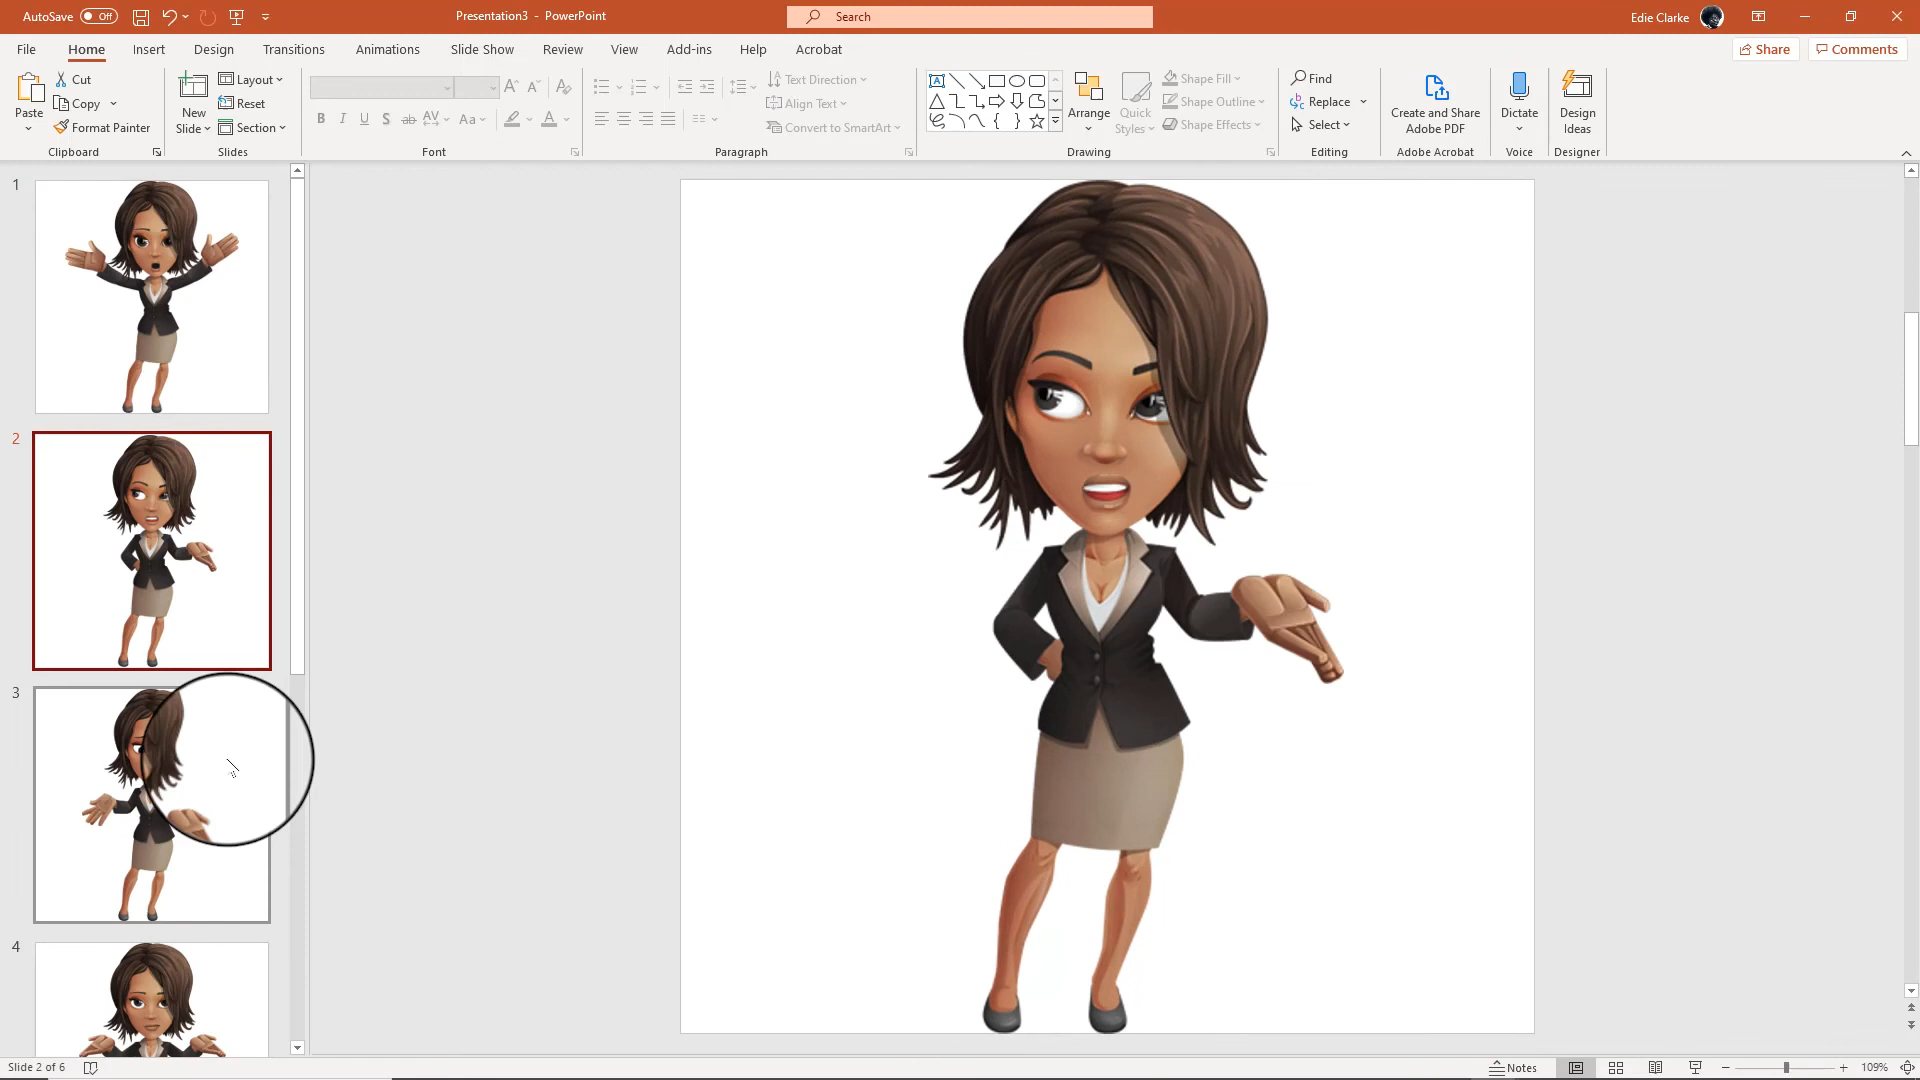 AutoSave Off Presentation3 - PowerPoint Search Edie Clarke
File Home Insert Design Transitions Animations Slide Show Review View Add-ins Help Acrobat Share Comments
Paste
Cut
Copy
Format Painter
Clipboard
New Slide
Layout
Reset
Section
Slides
B I U S ab AV Aa A
Font
Text Direction
Align Text
Convert to SmartArt
Paragraph
Arrange
Quick Styles
Shape Fill
Shape Outline
Shape Effects
Drawing
Find
Replace
Select
Editing
Create and Share
Adobe PDF
Adobe Acrobat
Dictate
Voice
Design
Ideas
Designer
1
2
3
4
Slide 2 of 6 Notes 109%